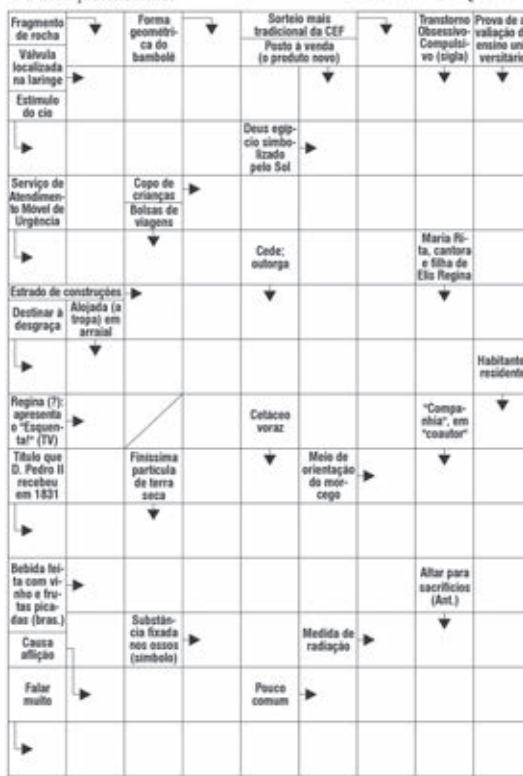 Fragmento
de rocha
Válvula
localizada
na laringe
Estímulo
do cio
Forma
geométri-
ca do
bambolê
Sorteio mais
tradicional da CEF
Posto à venda
(o produto novo)
Transtorno
Obsessivo-
Compulsi-
vo (sigla)
Prova de a
valiação d
ensino uni
versitário
Deus egíp-
cio simbo-
lizado
pelo Sol
Serviço de
Atendimen-
to Móvel de
Urgência
Copo de
crianças
Bolsas de
viagens
Cede;
outorga
Maria Ri-
ta, cantora
e filha de
Elis Regina
Estrado de construções
Destinar à
desgraça
Alojada (a
tropa) em
arraial
Habitante
residente
Regina (?):
apresenta
o "Esquen-
ta!" (TV)
Cetáceo
voraz
"Compa-
nhia", em
"coautor"
Título que
D. Pedro II
recebeu
em 1831
Finíssima
partícula
de terra
seca
Meio de
orientação
do mor-
cego
Bebida fei-
ta com vi-
nho e fru-
tas pica-
das (bras.)
Altar para
sacrifícios
(Ant.)
Causa
aflição
Substân-
cia fixada
nos ossos
(símbolo)
Medida de
radiação
Falar
muito
Pouco
comum